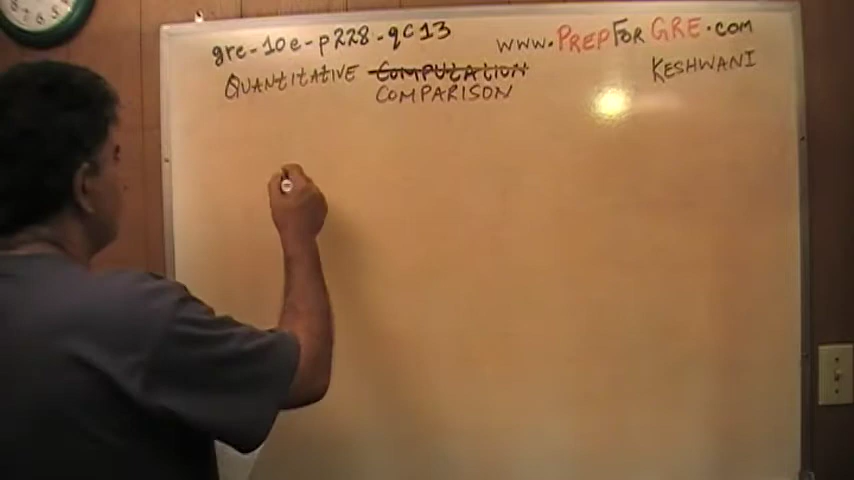 gre-10e-p228-qc13
www.PREPFORGRE.com
QUANTITATIVE COMPUTATION
COMPARISON
KESHWANI